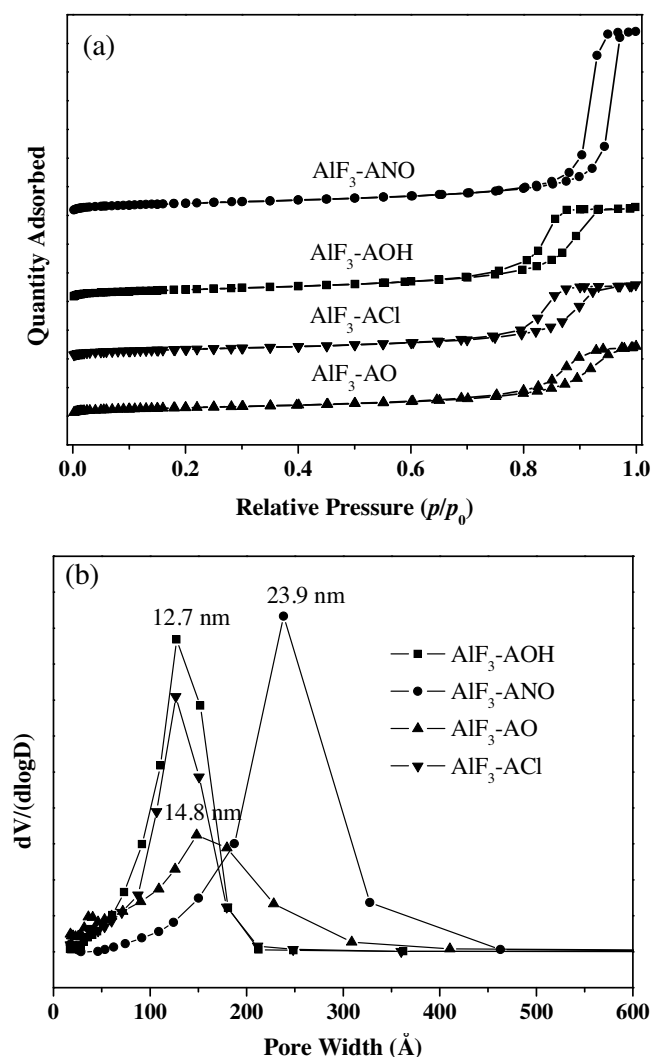 (a)
Quantity Adsorbed
AlF₃-ANO
AlF₃-AOH
AlF₃-ACl
AlF₃-AO
0.0 0.2 0.4 0.6 0.8 1.0
Relative Pressure (p/p₀)
(b)
dV/(dlogD)
23.9 nm
12.7 nm
14.8 nm
AlF₃-AOH
AlF₃-ANO
AlF₃-AO
AlF₃-ACl
0 100 200 300 400 500 600
Pore Width (Å)